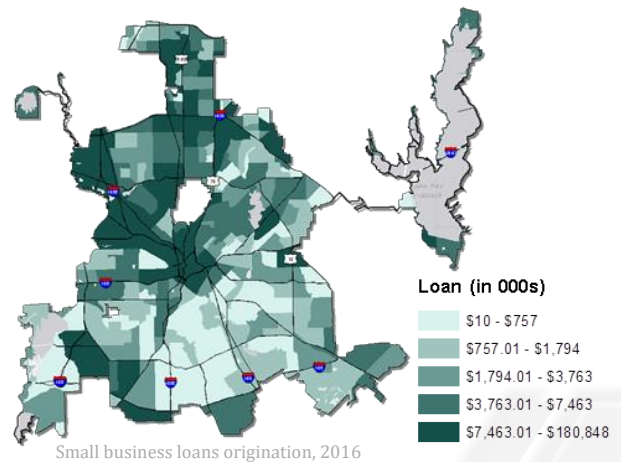 Loan (in 000s)
$10 - $757
$757.01 - $1,794
$1,794.01 - $3,763
$3,763.01 - $7,463
$7,463.01 - $180,848
Small business loans origination, 2016